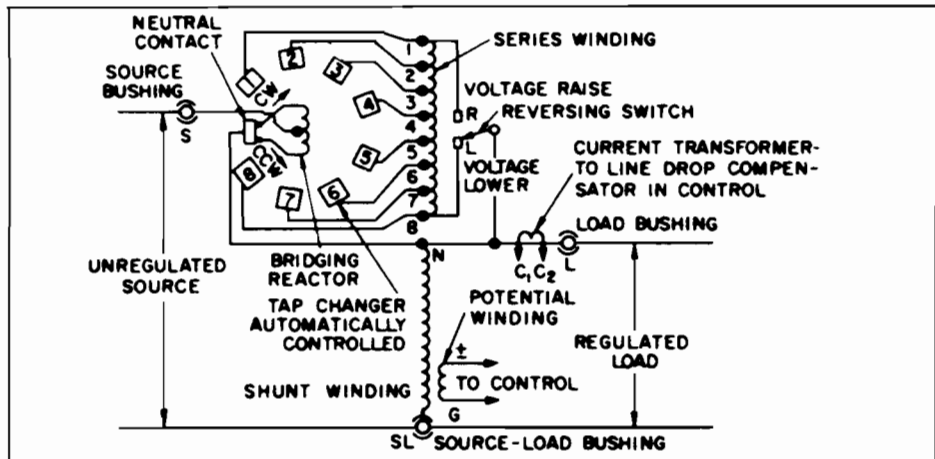 NEUTRAL
CONTACT
SOURCE
BUSHING
S
CW
CCW
2
3
4
5
6
7
8
1
2
3
4
5
6
7
8
SERIES WINDING
VOLTAGE RAISE
R
REVERSING SWITCH
L
VOLTAGE
LOWER
CURRENT TRANSFORMER-
TO LINE DROP COMPEN-
SATOR IN CONTROL
LOAD BUSHING
L
C1 C2
N
UNREGULATED
SOURCE
BRIDGING
REACTOR
TAP CHANGER
AUTOMATICALLY
CONTROLLED
POTENTIAL
WINDING
±
TO CONTROL
G
REGULATED
LOAD
SHUNT WINDING
SL SOURCE-LOAD BUSHING